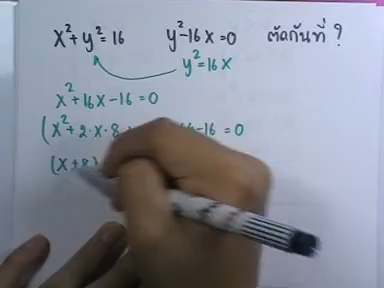 x²+y²=16 y²-16x=0 ตัดกันที่ ?
y²=16x
x²+16x-16=0
(x²+2·x·8 -16=0
(x+8)